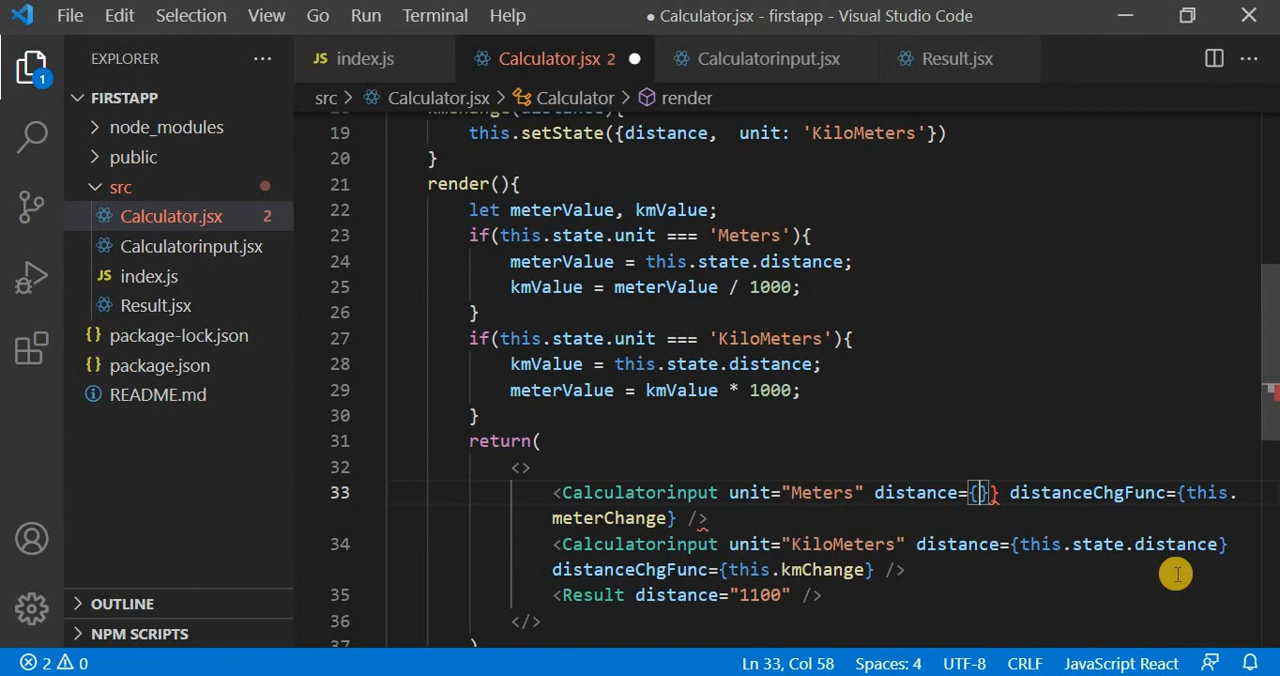 File Edit Selection View Go Run Terminal Help ● Calculator.jsx - firstapp - Visual Studio Code
EXPLORER ···
JS index.js Calculator.jsx 2 ● Calculatorinput.jsx Result.jsx ···
1
FIRSTAPP
src > Calculator.jsx > Calculator > render
node_modules
public
src
Calculator.jsx 2
Calculatorinput.jsx
JS index.js
Result.jsx
{} package-lock.json
{} package.json
README.md
OUTLINE
NPM SCRIPTS
19 this.setState({distance, unit: 'KiloMeters'})
20 }
21 render(){
22 let meterValue, kmValue;
23 if(this.state.unit === 'Meters'){
24 meterValue = this.state.distance;
25 kmValue = meterValue / 1000;
26 }
27 if(this.state.unit === 'KiloMeters'){
28 kmValue = this.state.distance;
29 meterValue = kmValue * 1000;
30 }
31 return(
32 <>
33 <Calculatorinput unit="Meters" distance={}} distanceChgFunc={this.
meterChange} />
34 <Calculatorinput unit="KiloMeters" distance={this.state.distance}
distanceChgFunc={this.kmChange} />
35 <Result distance="1100" />
36 </>
37 )
2 0 Ln 33, Col 58 Spaces: 4 UTF-8 CRLF JavaScript React